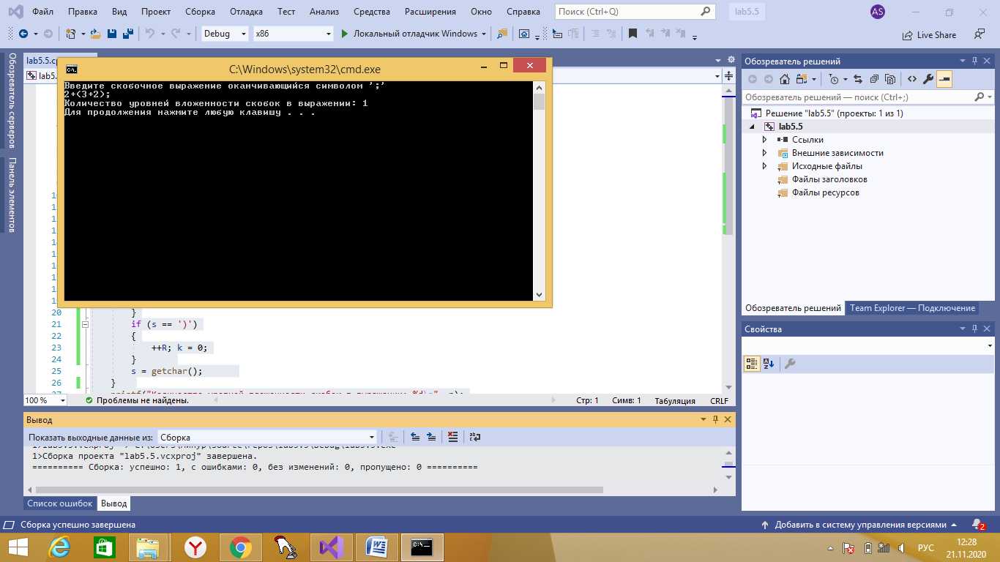 Файл Правка Вид Проект Сборка Отладка Тест Анализ Средства Расширения Окно Справка Поиск (Ctrl+Q) lab5.5 AS
Debug x86 Локальный отладчик Windows Live Share
Обозреватель серверов
Панель элементов
lab5.5.cp
lab5.
C:\Windows\system32\cmd.exe
Введите скобочное выражение оканчивающийся символом ';'
2+(3+2);
Количество уровней вложенности скобок в выражении: 1
Для продолжения нажмите любую клавишу . . .
20 }
21 if (s == ')')
22 {
23 ++R; k = 0;
24 }
25 s = getchar();
26 }
100 % Проблемы не найдены. Стр: 1 Симв: 1 Табуляция CRLF
Вывод
Показать выходные данные из: Сборка
1>Сборка проекта "lab5.5.vcxproj" завершена.
========== Сборка: успешно: 1, с ошибками: 0, без изменений: 0, пропущено: 0 ==========
Список ошибок Вывод
Обозреватель решений
Обозреватель решений — поиск (Ctrl+;)
Решение "lab5.5" (проекты: 1 из 1)
lab5.5
Ссылки
Внешние зависимости
Исходные файлы
Файлы заголовков
Файлы ресурсов
Обозреватель решений Team Explorer — Подключение
Свойства
Сборка успешно завершена Добавить в систему управления версиями 2
РУС 12:28
21.11.2020